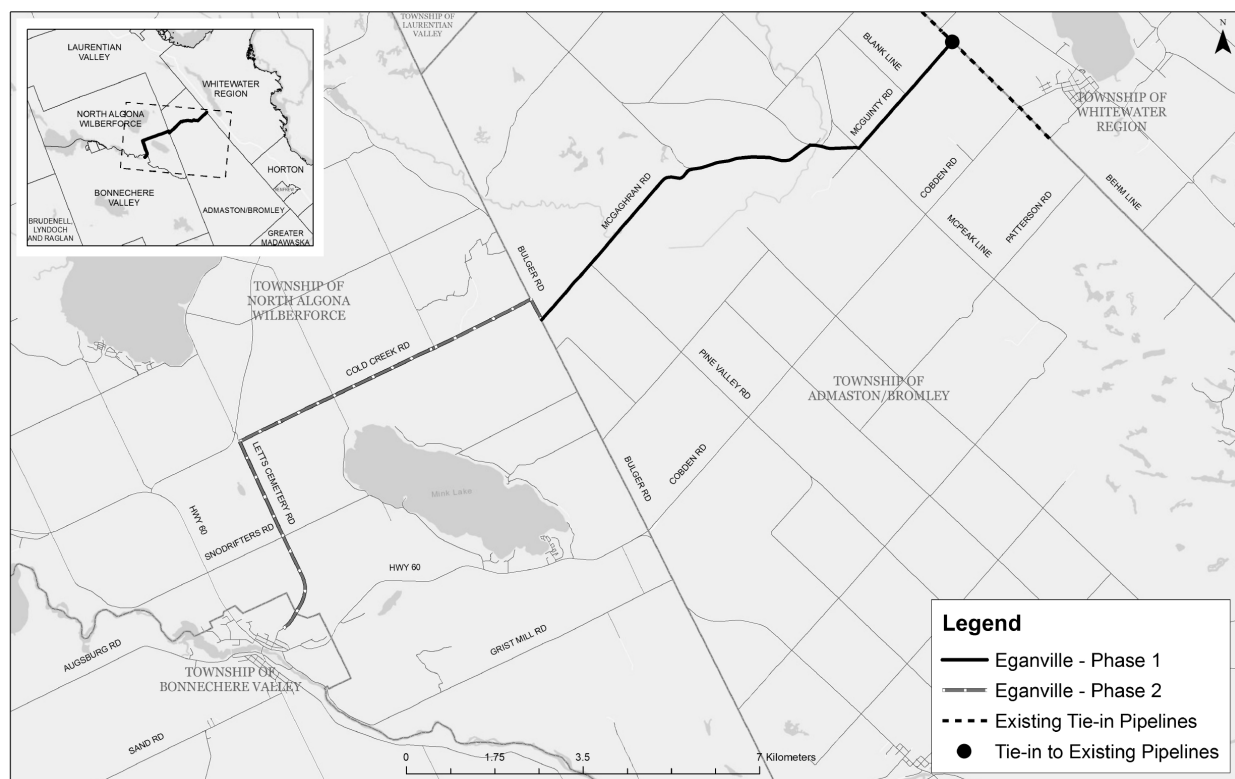 TOWNSHIP OF
LAURENTIAN
VALLEY
N
LAURENTIAN
VALLEY
WHITEWATER
REGION
NORTH ALGONA
WILBERFORCE
HORTON
BONNECHERE
VALLEY
ADMASTON/BROMLEY
BRUDENELL
LYNDOCH
AND RAGLAN
GREATER
MADAWASKA
BLANK LINE
MCGUINTY RD
TOWNSHIP OF
WHITEWATER
REGION
COBDEN RD
BEHM LINE
PATTERSON RD
MCPEAK LINE
MCGAGHRAN RD
BULGER RD
TOWNSHIP OF
NORTH ALGONA
WILBERFORCE
COLD CREEK RD
PINE VALLEY RD
TOWNSHIP OF
ADMASTON/BROMLEY
LETTS CEMETERY RD
BULGER RD
COBDEN RD
Mink Lake
HWY 60
SNODRIFTERS RD
HWY 60
GRIST MILL RD
AUGSBURG RD
TOWNSHIP OF
BONNECHERE VALLEY
SAND RD
0 1.75 3.5 7 Kilometers
Legend
Eganville - Phase 1
Eganville - Phase 2
Existing Tie-in Pipelines
Tie-in to Existing Pipelines